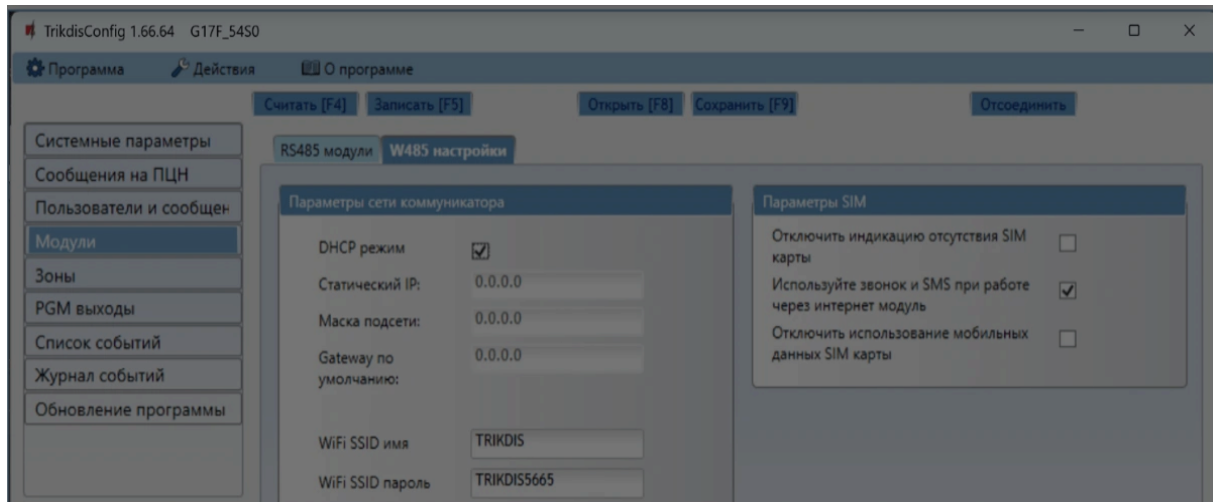 TrikdisConfig 1.66.64 G17F_54S0
Программа Действия О программе
Считать [F4] Записать [F5] Открыть [F8] Сохранить [F9] Отсоединить
Системные параметры
Сообщения на ПЦН
Пользователи и сообщен
Модули
Зоны
PGM выходы
Список событий
Журнал событий
Обновление программы
RS485 модули W485 настройки
Параметры сети коммуникатора
DHCP режим
Статический IP: 0.0.0.0
Маска подсети: 0.0.0.0
Gateway по 0.0.0.0
умолчанию:
WiFi SSID имя TRIKDIS
WiFi SSID пароль TRIKDIS5665
Параметры SIM
Отключить индикацию отсутствия SIM
карты
Используйте звонок и SMS при работе
через интернет модуль
Отключить использование мобильных
данных SIM карты